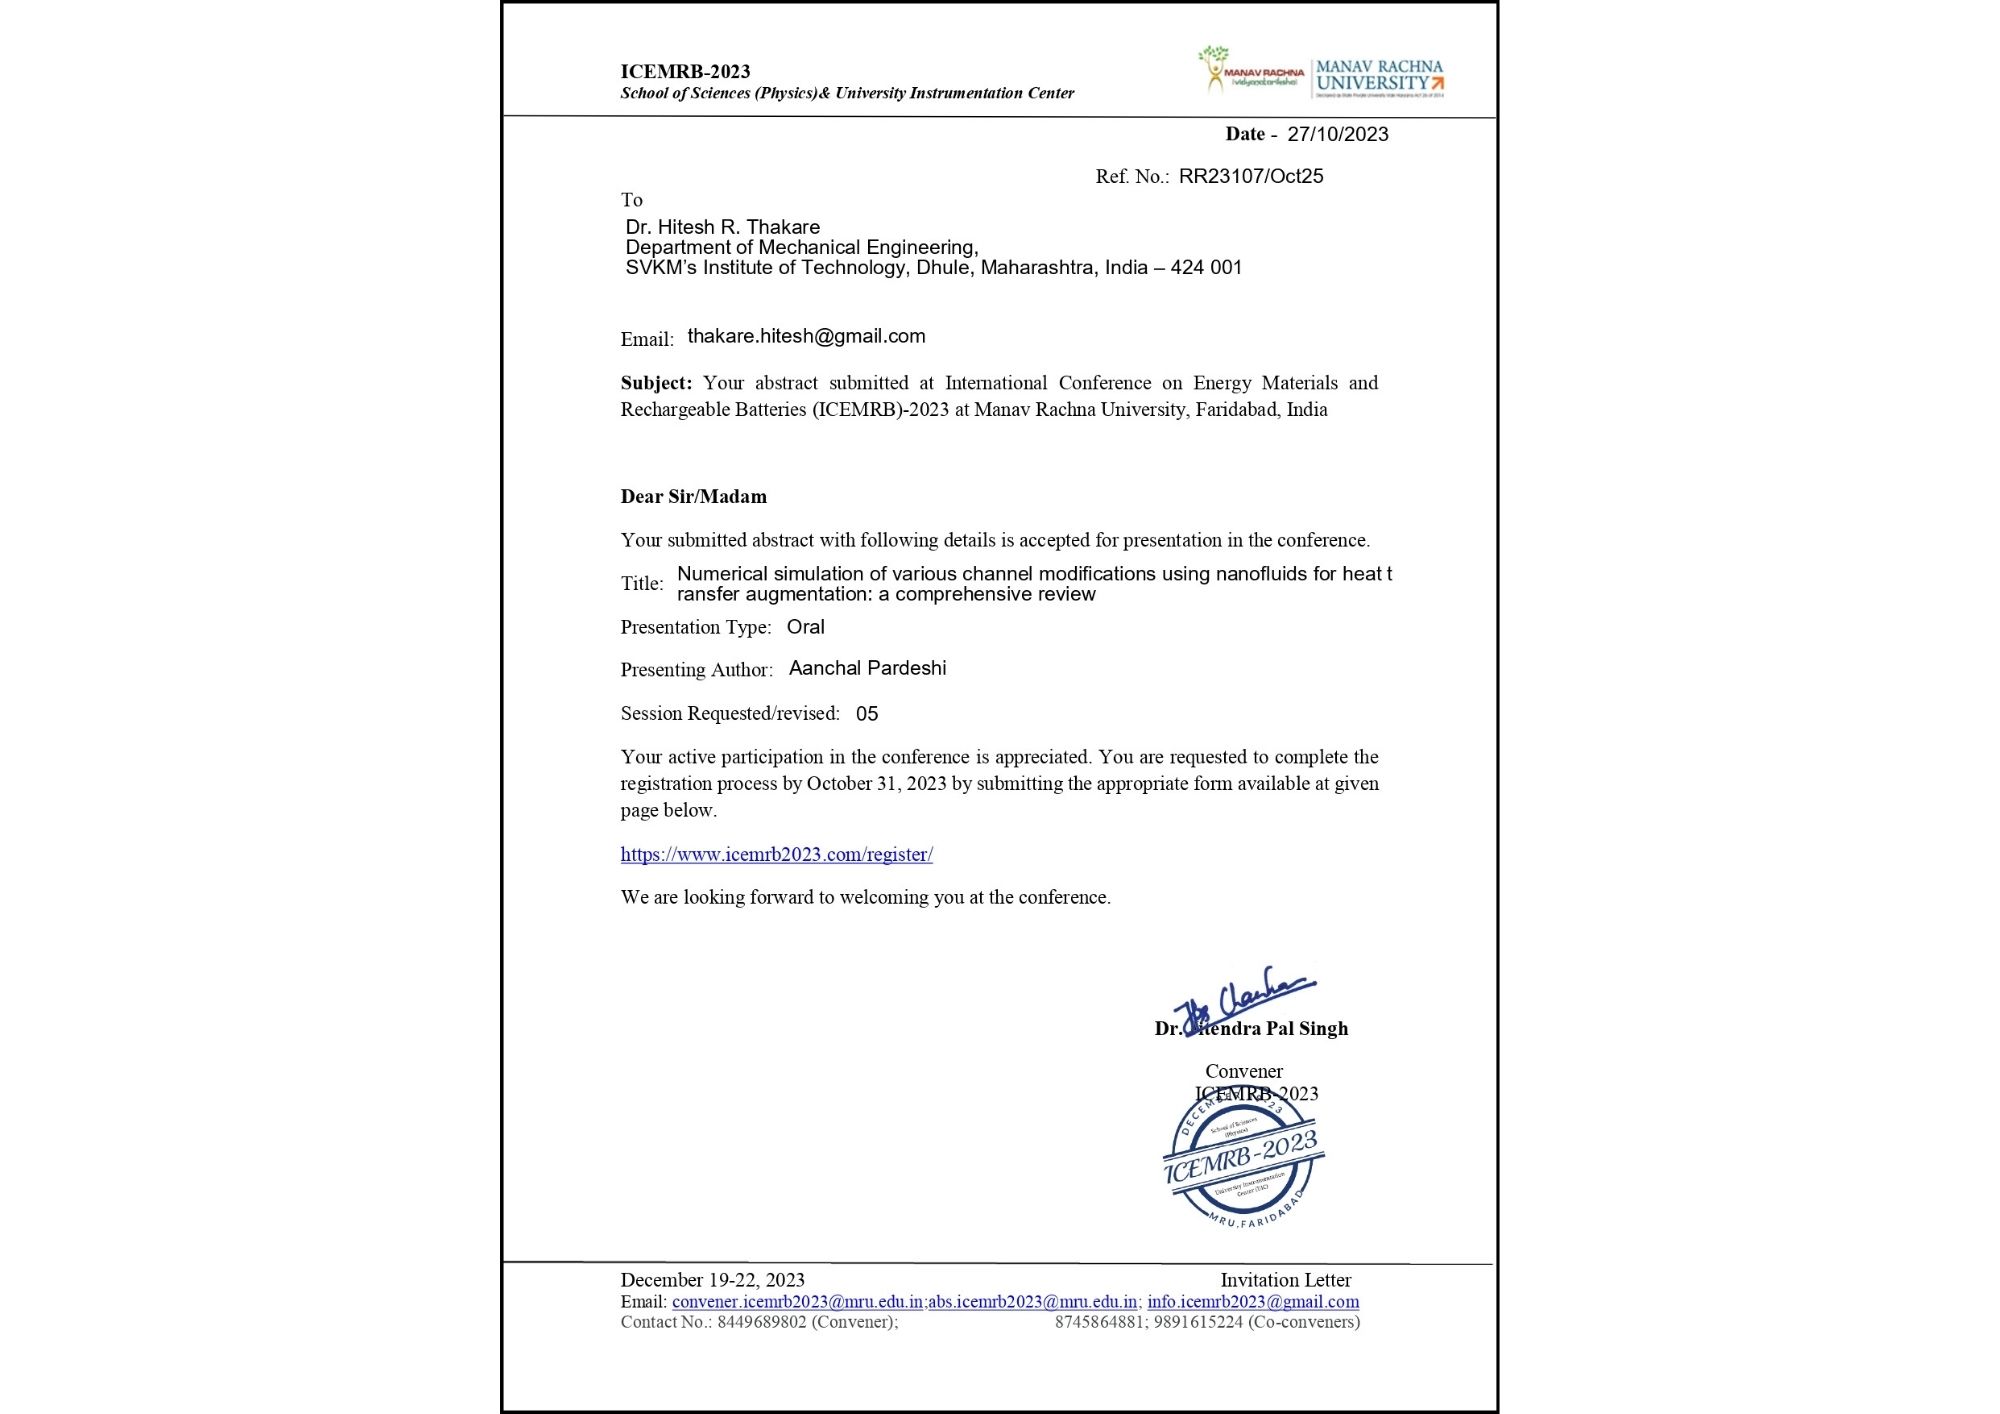 ICEMRB-2023
School of Sciences (Physics)& University Instrumentation Center
MANAV RACHNA
MANAV RACHNA
UNIVERSITY
Date - 27/10/2023
Ref. No.: RR23107/Oct25
To
Dr. Hitesh R. Thakare
Department of Mechanical Engineering,
SVKM's Institute of Technology, Dhule, Maharashtra, India – 424 001
Email: thakare.hitesh@gmail.com
Subject: Your abstract submitted at International Conference on Energy Materials and
Rechargeable Batteries (ICEMRB)-2023 at Manav Rachna University, Faridabad, India
Dear Sir/Madam
Your submitted abstract with following details is accepted for presentation in the conference.
Title: Numerical simulation of various channel modifications using nanofluids for heat t
ransfer augmentation: a comprehensive review
Presentation Type: Oral
Presenting Author: Aanchal Pardeshi
Session Requested/revised: 05
Your active participation in the conference is appreciated. You are requested to complete the
registration process by October 31, 2023 by submitting the appropriate form available at given
page below.
https://www.icemrb2023.com/register/
We are looking forward to welcoming you at the conference.
Dr. Jitendra Pal Singh
Convener
ICEMRB-2023
School of Sciences
(Physics)
ICEMRB-2023
University Instrumentation
Center (UIC)
MRU, FARIDABAD
December 19-22, 2023 Invitation Letter
Email: convener.icemrb2023@mru.edu.in;abs.icemrb2023@mru.edu.in; info.icemrb2023@gmail.com
Contact No.: 8449689802 (Convener); 8745864881; 9891615224 (Co-conveners)